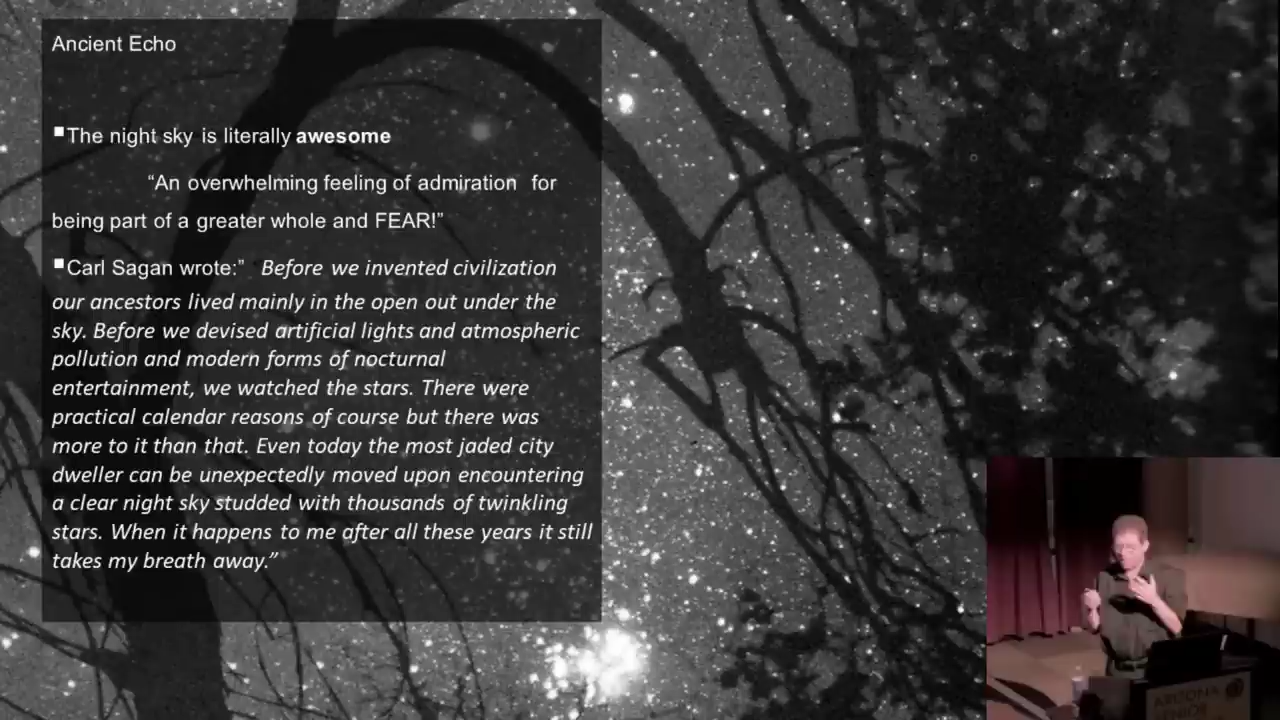 Ancient Echo
▪The night sky is literally awesome
“An overwhelming feeling of admiration for
being part of a greater whole and FEAR!”
▪Carl Sagan wrote:” Before we invented civilization
our ancestors lived mainly in the open out under the
sky. Before we devised artificial lights and atmospheric
pollution and modern forms of nocturnal
entertainment, we watched the stars. There were
practical calendar reasons of course but there was
more to it than that. Even today the most jaded city
dweller can be unexpectedly moved upon encountering
a clear night sky studded with thousands of twinkling
stars. When it happens to me after all these years it still
takes my breath away.”
ARIZONA
SENIOR